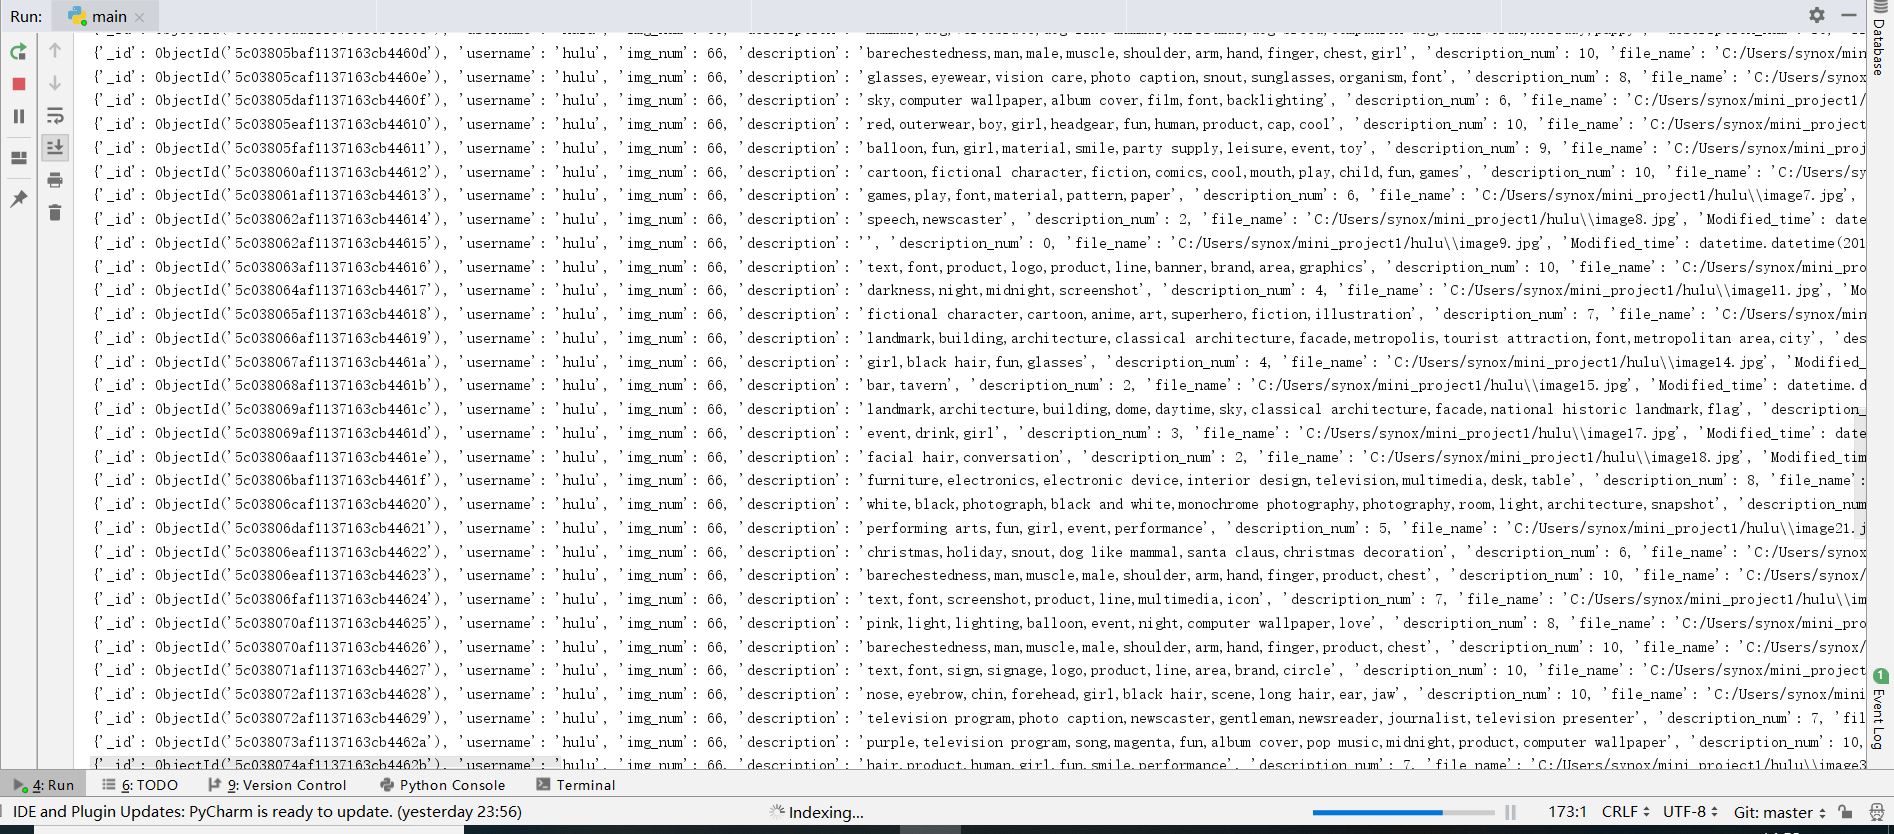 Run: main
{'_id': ObjectId('5c03805baf1137163cb4460d'), 'username': 'hulu', 'img_num': 66, 'description': 'barechestedness,man,male,muscle,shoulder,arm,hand,finger,chest,girl', 'description_num': 10, 'file_name': 'C:/Users/synox/min
{'_id': ObjectId('5c03805caf1137163cb4460e'), 'username': 'hulu', 'img_num': 66, 'description': 'glasses,eyewear,vision care,photo caption,snout,sunglasses,organism,font', 'description_num': 8, 'file_name': 'C:/Users/synox
{'_id': ObjectId('5c03805daf1137163cb4460f'), 'username': 'hulu', 'img_num': 66, 'description': 'sky,computer wallpaper,album cover,film,font,backlighting', 'description_num': 6, 'file_name': 'C:/Users/synox/mini_project1/
{'_id': ObjectId('5c03805eaf1137163cb44610'), 'username': 'hulu', 'img_num': 66, 'description': 'red,outerwear,boy,girl,headgear,fun,human,product,cap,cool', 'description_num': 10, 'file_name': 'C:/Users/synox/mini_project
{'_id': ObjectId('5c03805faf1137163cb44611'), 'username': 'hulu', 'img_num': 66, 'description': 'balloon,fun,girl,material,smile,party supply,leisure,event,toy', 'description_num': 9, 'file_name': 'C:/Users/synox/mini_proj
{'_id': ObjectId('5c038060af1137163cb44612'), 'username': 'hulu', 'img_num': 66, 'description': 'cartoon,fictional character,fiction,comics,cool,mouth,play,child,fun,games', 'description_num': 10, 'file_name': 'C:/Users/sy
{'_id': ObjectId('5c038061af1137163cb44613'), 'username': 'hulu', 'img_num': 66, 'description': 'games,play,font,material,pattern,paper', 'description_num': 6, 'file_name': 'C:/Users/synox/mini_project1/hulu\\image7.jpg',
{'_id': ObjectId('5c038062af1137163cb44614'), 'username': 'hulu', 'img_num': 66, 'description': 'speech,newscaster', 'description_num': 2, 'file_name': 'C:/Users/synox/mini_project1/hulu\\image8.jpg', 'Modified_time': date
{'_id': ObjectId('5c038062af1137163cb44615'), 'username': 'hulu', 'img_num': 66, 'description': '', 'description_num': 0, 'file_name': 'C:/Users/synox/mini_project1/hulu\\image9.jpg', 'Modified_time': datetime.datetime(201
{'_id': ObjectId('5c038063af1137163cb44616'), 'username': 'hulu', 'img_num': 66, 'description': 'text,font,product,logo,product,line,banner,brand,area,graphics', 'description_num': 10, 'file_name': 'C:/Users/synox/mini_pro
{'_id': ObjectId('5c038064af1137163cb44617'), 'username': 'hulu', 'img_num': 66, 'description': 'darkness,night,midnight,screenshot', 'description_num': 4, 'file_name': 'C:/Users/synox/mini_project1/hulu\\image11.jpg', 'Mo
{'_id': ObjectId('5c038065af1137163cb44618'), 'username': 'hulu', 'img_num': 66, 'description': 'fictional character,cartoon,anime,art,superhero,fiction,illustration', 'description_num': 7, 'file_name': 'C:/Users/synox/min
{'_id': ObjectId('5c038066af1137163cb44619'), 'username': 'hulu', 'img_num': 66, 'description': 'landmark,building,architecture,classical architecture,facade,metropolis,tourist attraction,font,metropolitan area,city', 'des
{'_id': ObjectId('5c038067af1137163cb4461a'), 'username': 'hulu', 'img_num': 66, 'description': 'girl,black hair,fun,glasses', 'description_num': 4, 'file_name': 'C:/Users/synox/mini_project1/hulu\\image14.jpg', 'Modified_
{'_id': ObjectId('5c038068af1137163cb4461b'), 'username': 'hulu', 'img_num': 66, 'description': 'bar,tavern', 'description_num': 2, 'file_name': 'C:/Users/synox/mini_project1/hulu\\image15.jpg', 'Modified_time': datetime.d
{'_id': ObjectId('5c038069af1137163cb4461c'), 'username': 'hulu', 'img_num': 66, 'description': 'landmark,architecture,building,dome,daytime,sky,classical architecture,facade,national historic landmark,flag', 'description_
{'_id': ObjectId('5c038069af1137163cb4461d'), 'username': 'hulu', 'img_num': 66, 'description': 'event,drink,girl', 'description_num': 3, 'file_name': 'C:/Users/synox/mini_project1/hulu\\image17.jpg', 'Modified_time': date
{'_id': ObjectId('5c03806aaf1137163cb4461e'), 'username': 'hulu', 'img_num': 66, 'description': 'facial hair,conversation', 'description_num': 2, 'file_name': 'C:/Users/synox/mini_project1/hulu\\image18.jpg', 'Modified_tim
{'_id': ObjectId('5c03806baf1137163cb4461f'), 'username': 'hulu', 'img_num': 66, 'description': 'furniture,electronics,electronic device,interior design,television,multimedia,desk,table', 'description_num': 8, 'file_name':
{'_id': ObjectId('5c03806caf1137163cb44620'), 'username': 'hulu', 'img_num': 66, 'description': 'white,black,photograph,black and white,monochrome photography,photography,room,light,architecture,snapshot', 'description_num
{'_id': ObjectId('5c03806daf1137163cb44621'), 'username': 'hulu', 'img_num': 66, 'description': 'performing arts,fun,girl,event,performance', 'description_num': 5, 'file_name': 'C:/Users/synox/mini_project1/hulu\\image21.j
{'_id': ObjectId('5c03806eaf1137163cb44622'), 'username': 'hulu', 'img_num': 66, 'description': 'christmas,holiday,snout,dog like mammal,santa claus,christmas decoration', 'description_num': 6, 'file_name': 'C:/Users/synox
{'_id': ObjectId('5c03806eaf1137163cb44623'), 'username': 'hulu', 'img_num': 66, 'description': 'barechestedness,man,muscle,male,shoulder,arm,hand,finger,product,chest', 'description_num': 10, 'file_name': 'C:/Users/synox/
{'_id': ObjectId('5c03806faf1137163cb44624'), 'username': 'hulu', 'img_num': 66, 'description': 'text,font,screenshot,product,line,multimedia,icon', 'description_num': 7, 'file_name': 'C:/Users/synox/mini_project1/hulu\\im
{'_id': ObjectId('5c038070af1137163cb44625'), 'username': 'hulu', 'img_num': 66, 'description': 'pink,light,lighting,balloon,event,night,computer wallpaper,love', 'description_num': 8, 'file_name': 'C:/Users/synox/mini_pro
{'_id': ObjectId('5c038070af1137163cb44626'), 'username': 'hulu', 'img_num': 66, 'description': 'barechestedness,man,muscle,male,shoulder,arm,hand,finger,product,chest', 'description_num': 10, 'file_name': 'C:/Users/synox/
{'_id': ObjectId('5c038071af1137163cb44627'), 'username': 'hulu', 'img_num': 66, 'description': 'text,font,sign,signage,logo,product,line,area,brand,circle', 'description_num': 10, 'file_name': 'C:/Users/synox/mini_project
{'_id': ObjectId('5c038072af1137163cb44628'), 'username': 'hulu', 'img_num': 66, 'description': 'nose,eyebrow,chin,forehead,girl,black hair,scene,long hair,ear,jaw', 'description_num': 10, 'file_name': 'C:/Users/synox/mini
{'_id': ObjectId('5c038072af1137163cb44629'), 'username': 'hulu', 'img_num': 66, 'description': 'television program,photo caption,newscaster,gentleman,newsreader,journalist,television presenter', 'description_num': 7, 'fil
{'_id': ObjectId('5c038073af1137163cb4462a'), 'username': 'hulu', 'img_num': 66, 'description': 'purple,television program,song,magenta,fun,album cover,pop music,midnight,product,computer wallpaper', 'description_num': 10,
{'_id': ObjectId('5c038074af1137163cb4462b'), 'username': 'hulu', 'img_num': 66, 'description': 'hair,product,human,girl,fun,smile,performance', 'description_num': 7, 'file_name': 'C:/Users/synox/mini_project1/hulu\\image3
Database
1 Event Log
4: Run 6: TODO 9: Version Control Python Console Terminal
IDE and Plugin Updates: PyCharm is ready to update. (yesterday 23:56) Indexing... 173:1 CRLF UTF-8 Git: master